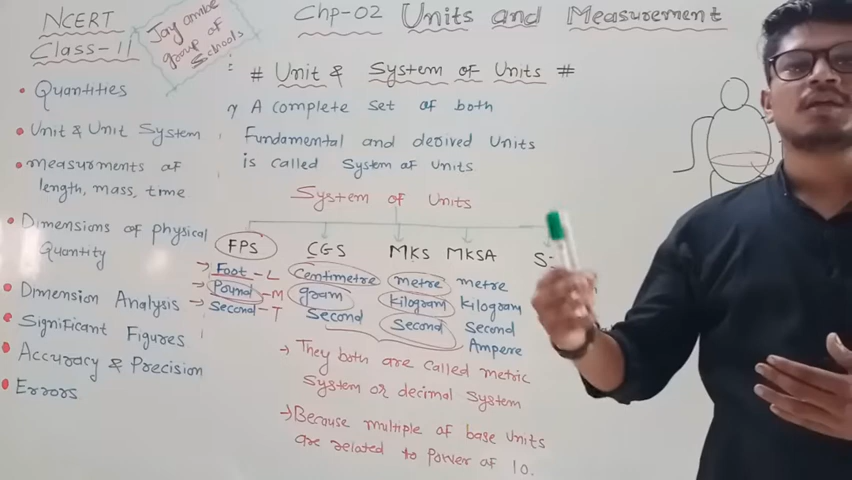 NCERT
Class-11
Jay ambe
group of
Schools
Chp-02 Units and Measurement
• Quantities
• Unit & Unit System
• measurments of
length, mass, time
• Dimensions of physical
Quantity
• Dimension Analysis
• Significant Figures
• Accuracy & Precision
• Errors
# Unit & System of Units #
A complete set of both
Fundamental and derived Units
is called System of Units
System of Units
FPS CGS MKS MKSA S
→ Foot - L centimetre metre metre
→ Pound - M gram kilogram kilogram
→ Second - T Second Second Second
Ampere
→ They both are called metric
System or decimal system
→ Because multiple of base units
are related to Power of 10.